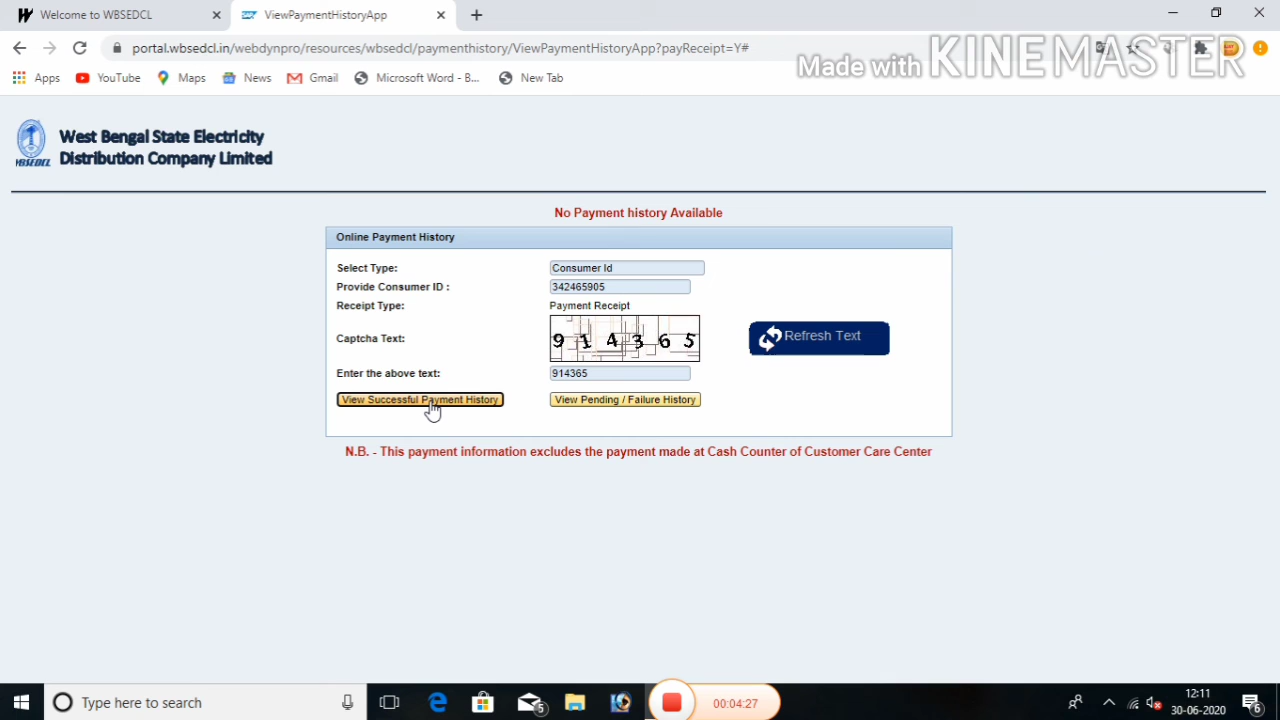 Welcome to WBSEDCL
ViewPaymentHistoryApp
portal.wbsedcl.in/webdynpro/resources/wbsedcl/paymenthistory/ViewPaymentHistoryApp?payReceipt=Y#
Made with KINEMASTER
Apps YouTube Maps News Gmail Microsoft Word - B... New Tab
West Bengal State Electricity
Distribution Company Limited
No Payment history Available
Online Payment History
Select Type: Consumer Id
Provide Consumer ID : 342465905
Receipt Type: Payment Receipt
Captcha Text: 9 1 4 3 6 5 Refresh Text
Enter the above text: 914365
View Successful Payment History View Pending / Failure History
N.B. - This payment information excludes the payment made at Cash Counter of Customer Care Center
Type here to search
5
00:04:27
12:11
30-06-2020
6